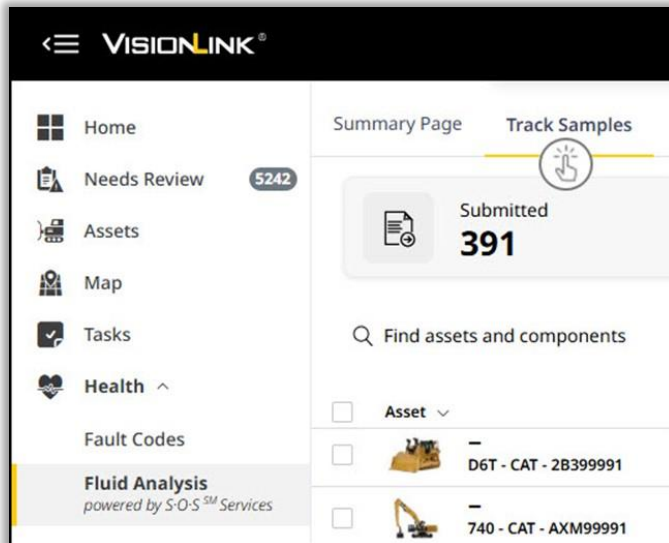 VISIONLINK®
Home
Needs Review 5242
Assets
Map
Tasks
Health
Fault Codes
Fluid Analysis
powered by S·O·S SM Services
Summary Page Track Samples
Submitted
391
Find assets and components
Asset
–
D6T - CAT - 2B399991
–
740 - CAT - AXM99991